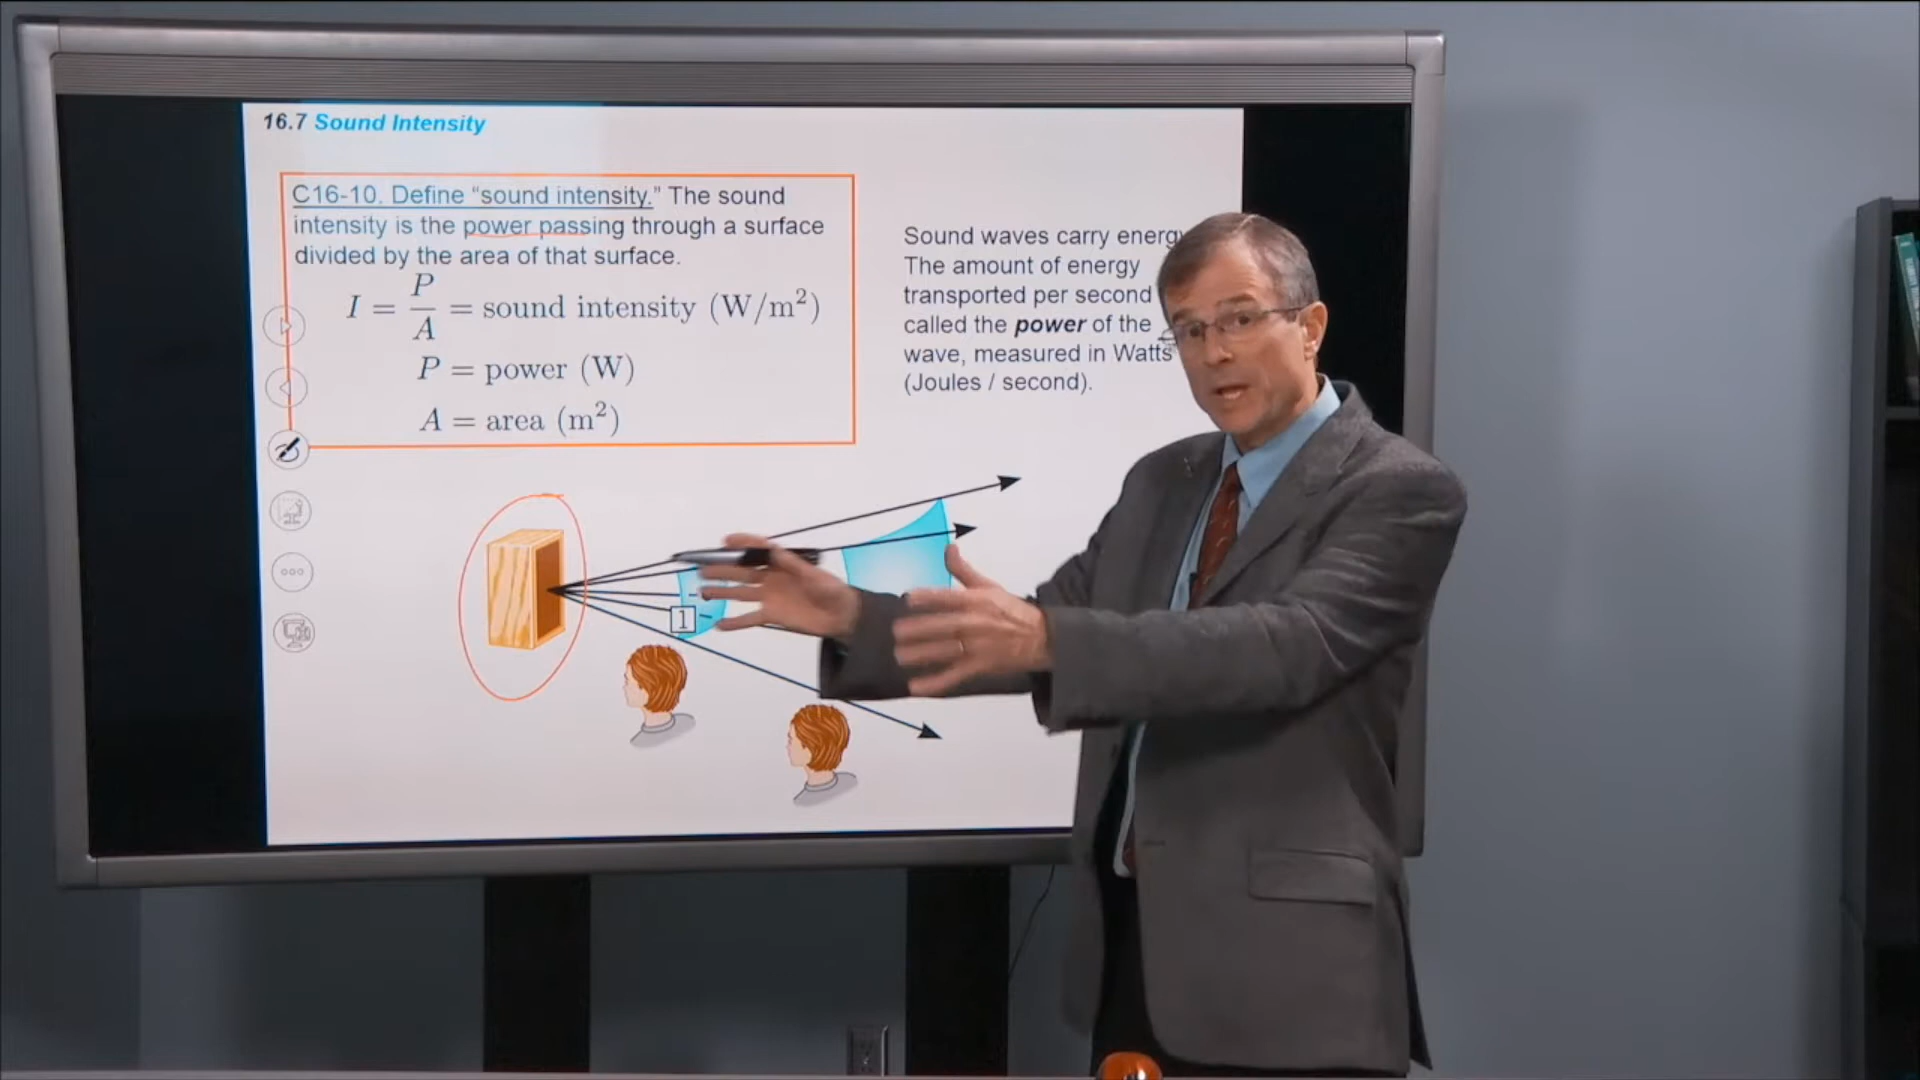 16.7 Sound Intensity
C16-10. Define “sound intensity.” The sound
intensity is the power passing through a surface
divided by the area of that surface.
I = P/A = sound intensity (W/m²)
P = power (W)
A = area (m²)
Sound waves carry energy
The amount of energy
transported per second
called the power of the
wave, measured in Watts
(Joules / second).
1